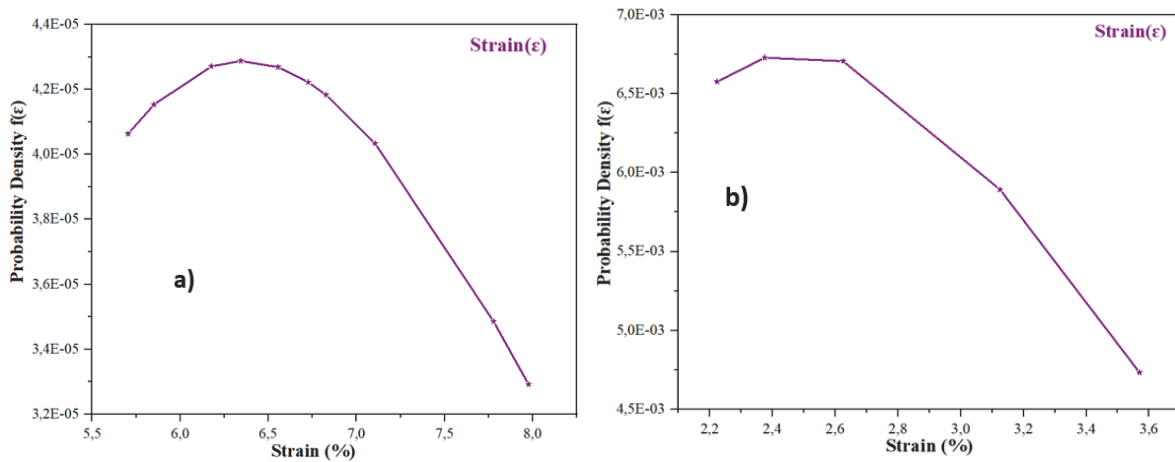 4,4E-05
4,2E-05
4,0E-05
3,8E-05
3,6E-05
3,4E-05
3,2E-05
Probability Density f(ε)
Strain(ε)
a)
5,5
6,0
6,5
7,0
7,5
8,0
Strain (%)
7,0E-03
6,5E-03
6,0E-03
5,5E-03
5,0E-03
4,5E-03
Probability Density f(ε)
Strain(ε)
b)
2,2
2,4
2,6
2,8
3,0
3,2
3,4
3,6
Strain (%)